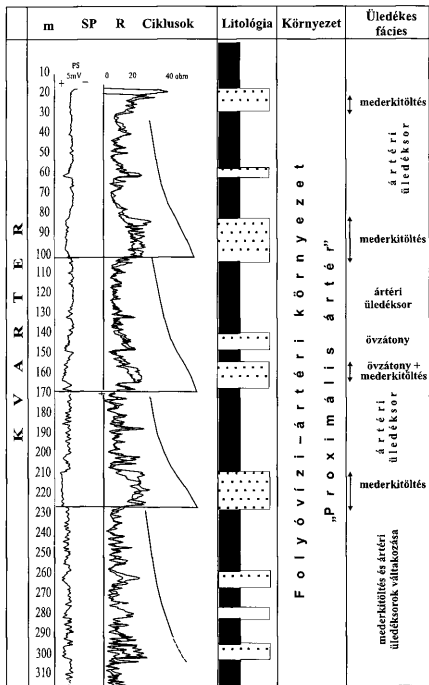 m SP R Ciklusok Litológia Környezet Üledékes fácies
PS
+ 5mV −
0 20 40 ohm
10
20
30
40
50
60
70
80
90
100
110
120
130
140
150
160
170
180
190
200
210
220
230
240
250
260
270
280
290
300
310
KVARTER
Folyóvízi-ártéri környezet
„Proximális ártér”
mederkitöltés
ártéri
üledéksor
mederkitöltés
ártéri
üledéksor
övzátony
övzátony +
mederkitöltés
ártéri
üledéksor
mederkitöltés
mederkitöltés és ártéri
üledéksorok váltakozása